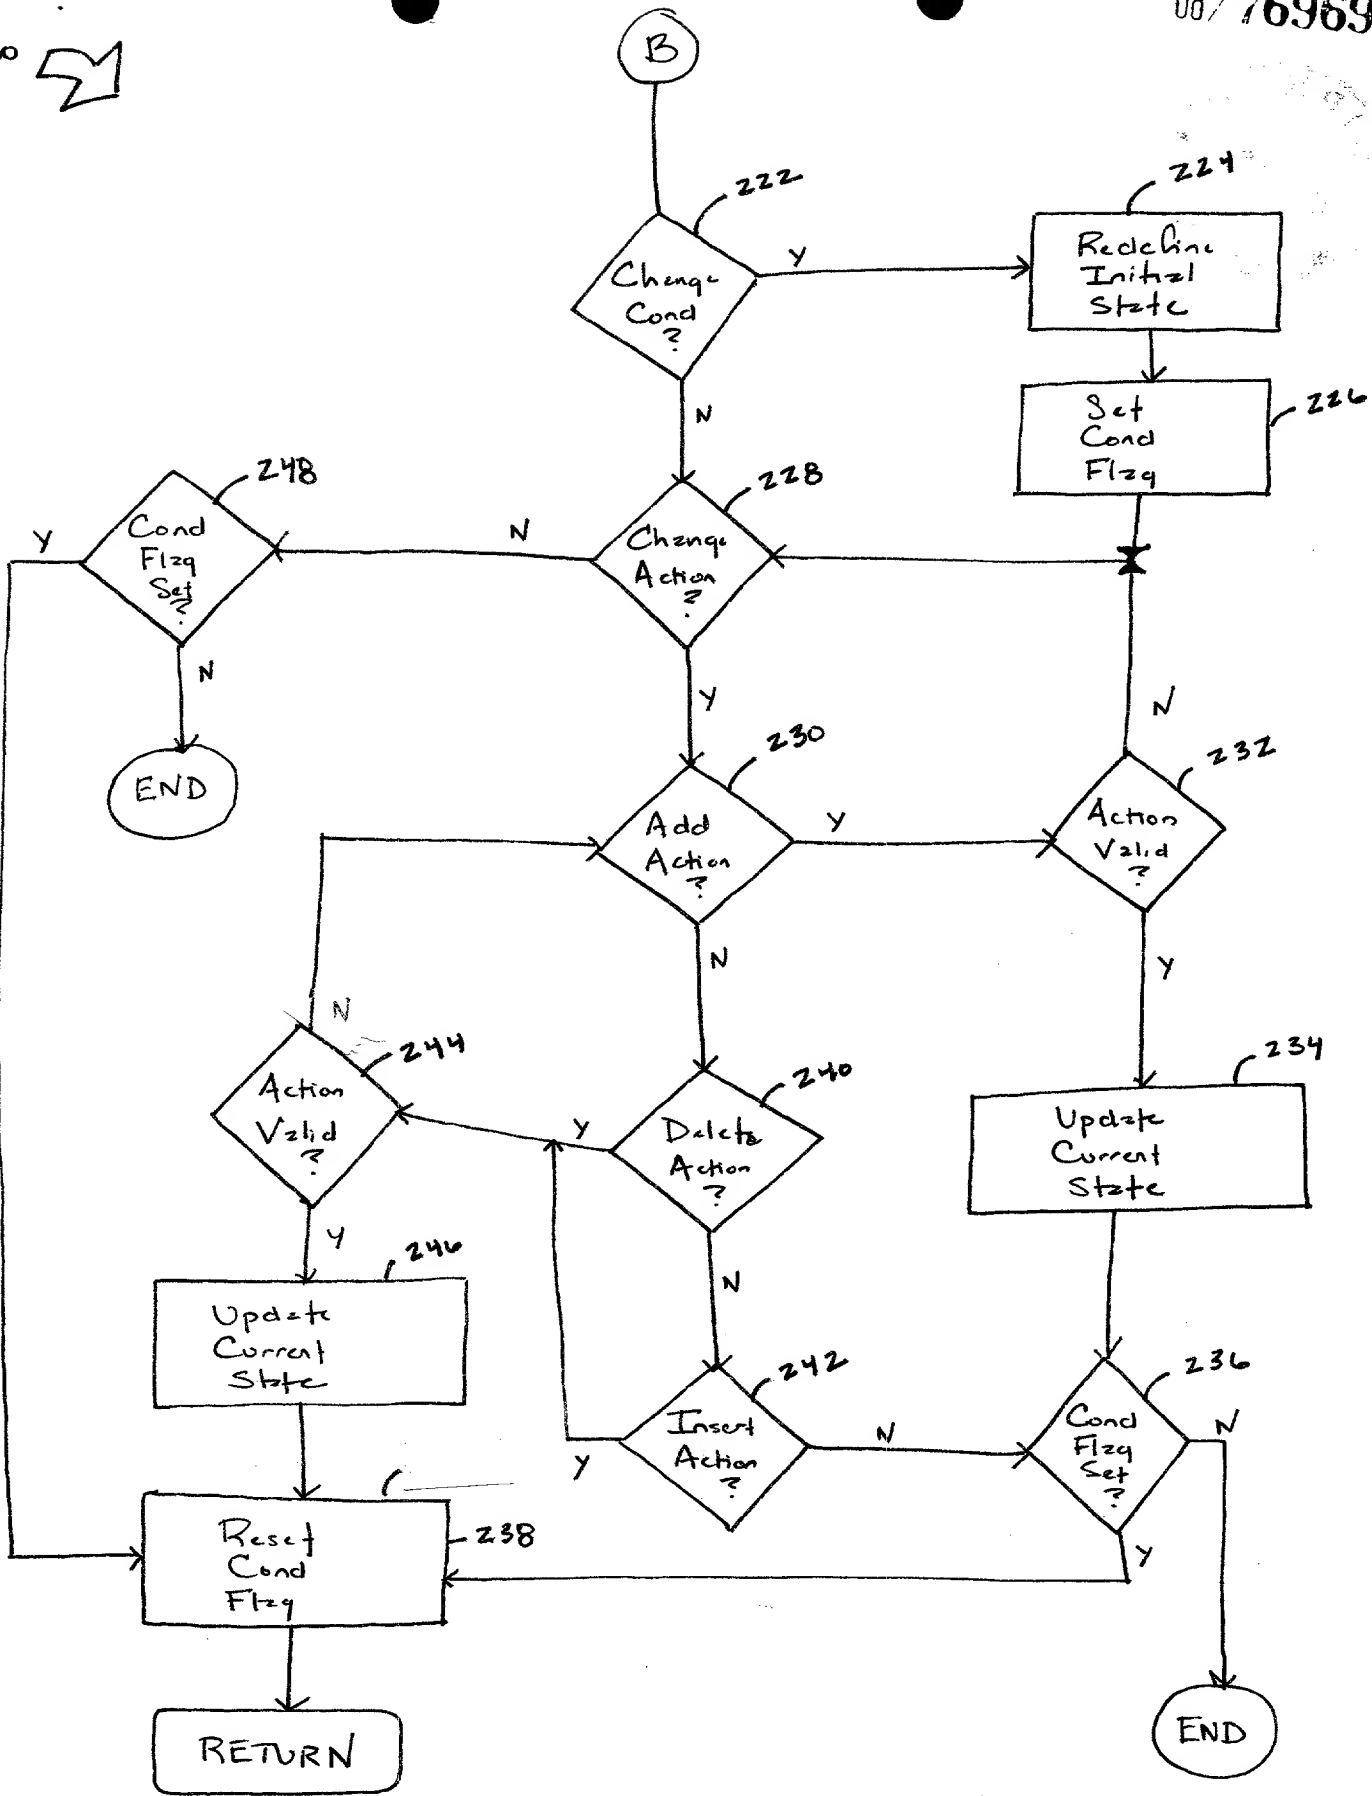 B
222
224
Y
Change
Cond
?
Redefine
Initial
State
N
Set
Cond
Flag
226
248
228
Y
N
Cond
Flag
Set
?
Change
Action
?
N
Y
N
END
230
232
Add
Action
?
Y
Action
Valid
?
N
Y
N
244
240
234
Action
Valid
?
Y
Delete
Action
?
Update
Current
State
Y
246
N
Update
Current
State
242
236
Insert
Action
?
N
Cond
Flag
Set
?
N
Y
Reset
Cond
Flag
238
Y
RETURN
END